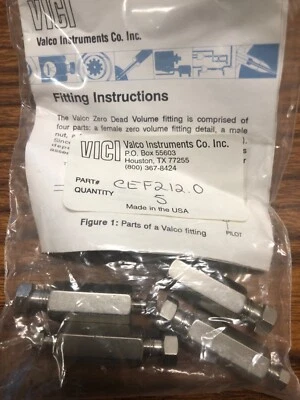 VICI
Valco Instruments Co. Inc.
Fitting Instructions
The Valco Zero Dead Volume fitting is comprised of
four parts: a female zero volume fitting detail, a male
nut,
VICI Valco Instruments Co. Inc.
P.O. Box 55603
Houston, TX 77255
(800) 367-8424
PART# CEF212.0
QUANTITY 5
Made in the USA
Figure 1: Parts of a Valco fitting
PILOT